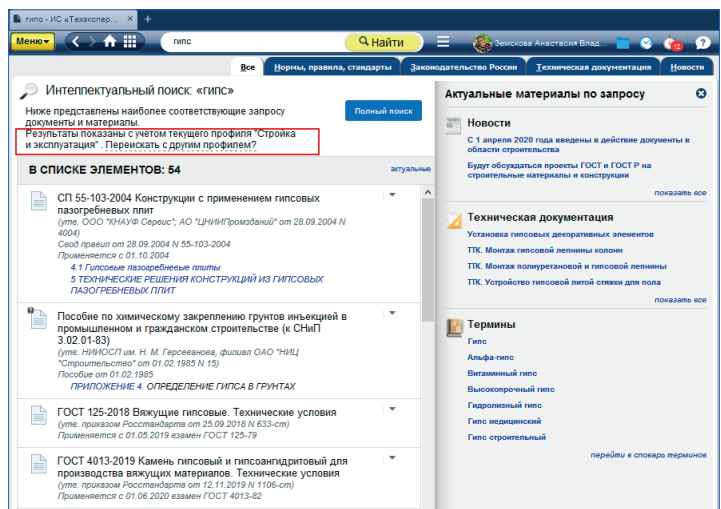 гипс - ИС «Техэкспер... × +
Меню
гипс
Найти
Земскова Анастасия Влад...
Все
Нормы, правила, стандарты
Законодательство России
Техническая документация
Новости
Интеллектуальный поиск: «гипс»
Ниже представлены наиболее соответствующие запросу
документы и материалы.
Полный поиск
Результаты показаны с учетом текущего профиля "Стройка
и эксплуатация" . Переискать с другим профилем?
В СПИСКЕ ЭЛЕМЕНТОВ: 54
актуальные
СП 55-103-2004 Конструкции с применением гипсовых
пазогребневых плит
(утв. ООО "КНАУФ Сервис"; АО "ЦНИИПромзданий" от 28.09.2004 N
4004)
Свод правил от 28.09.2004 N 55-103-2004
Применяется с 01.10.2004
4.1 Гипсовые пазогребневые плиты
5 ТЕХНИЧЕСКИЕ РЕШЕНИЯ КОНСТРУКЦИЙ ИЗ ГИПСОВЫХ
ПАЗОГРЕБНЕВЫХ ПЛИТ
Пособие по химическому закреплению грунтов инъекцией в
промышленном и гражданском строительстве (к СНиП
3.02.01-83)
(утв. НИИОСП им. Н. М. Герсеванова, филиал ОАО "НИЦ
"Строительство" от 01.02.1985 N 15)
Пособие от 01.02.1985
ПРИЛОЖЕНИЕ 4. ОПРЕДЕЛЕНИЕ ГИПСА В ГРУНТАХ
ГОСТ 125-2018 Вяжущие гипсовые. Технические условия
(утв. приказом Росстандарта от 25.09.2018 N 633-ст)
Применяется с 01.05.2019 взамен ГОСТ 125-79
ГОСТ 4013-2019 Камень гипсовый и гипсоангидритовый для
производства вяжущих материалов. Технические условия
(утв. приказом Росстандарта от 12.11.2019 N 1106-ст)
Применяется с 01.06.2020 взамен ГОСТ 4013-82
Актуальные материалы по запросу
Новости
С 1 апреля 2020 года введены в действие документы в
области строительства
Будут обсуждаться проекты ГОСТ и ГОСТ Р на
строительные материалы и конструкции
показать все
Техническая документация
Установка гипсовых декоративных элементов
ТТК. Монтаж гипсовой лепнины колонн
ТТК. Монтаж полиуретановой и гипсовой лепнины
ТТК. Устройство гипсовой литой стяжки для пола
показать все
Термины
Гипс
Альфа-гипс
Витаминный гипс
Высокопрочный гипс
Гидролизный гипс
Гипс медицинский
Гипс строительный
перейти в словарь терминов